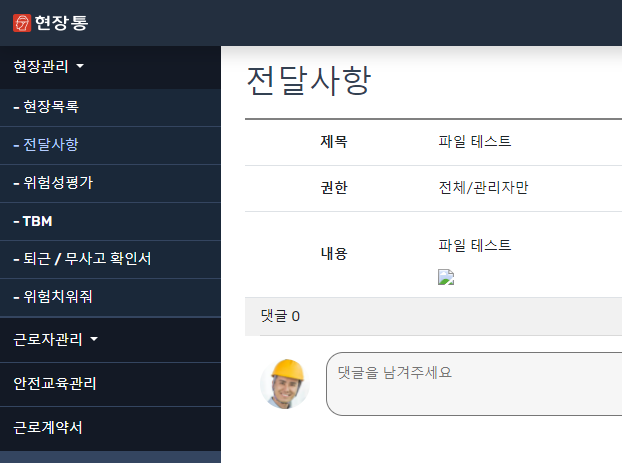 현장통
현장관리
- 현장목록
- 전달사항
- 위험성평가
- TBM
- 퇴근 / 무사고 확인서
- 위험치워줘
근로자관리
안전교육관리
근로계약서
전달사항
제목 파일 테스트
권한 전체/관리자만
내용 파일 테스트
댓글 0
댓글을 남겨주세요